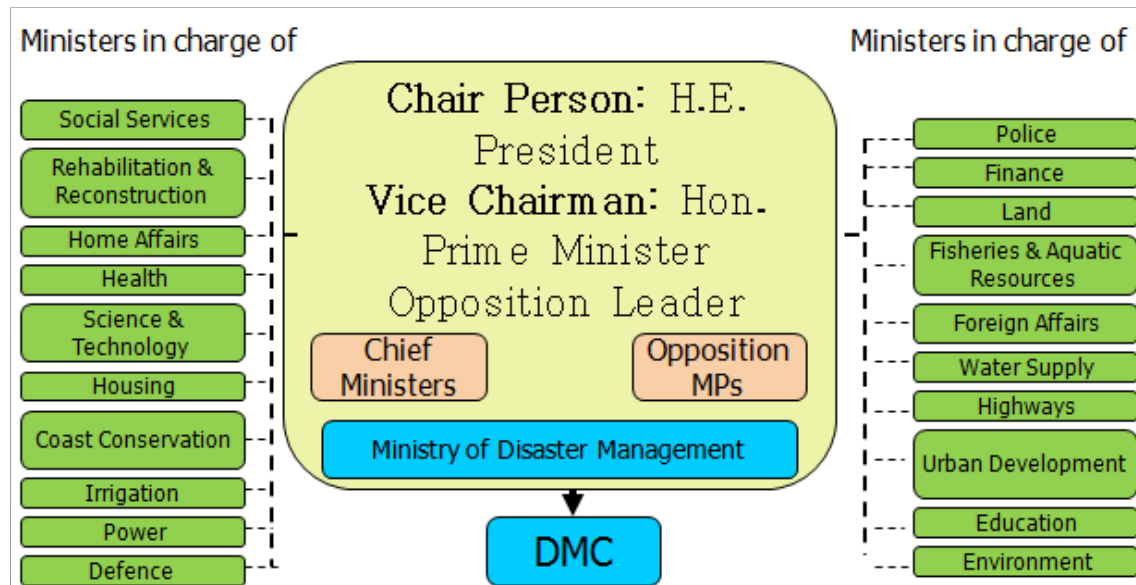 Ministers in charge of
Social Services
Rehabilitation &
Reconstruction
Home Affairs
Health
Science &
Technology
Housing
Coast Conservation
Irrigation
Power
Defence
Chair Person: H.E.
President
Vice Chairman: Hon.
Prime Minister
Opposition Leader
Chief
Ministers
Opposition
MPs
Ministry of Disaster Management
DMC
Ministers in charge of
Police
Finance
Land
Fisheries & Aquatic
Resources
Foreign Affairs
Water Supply
Highways
Urban Development
Education
Environment